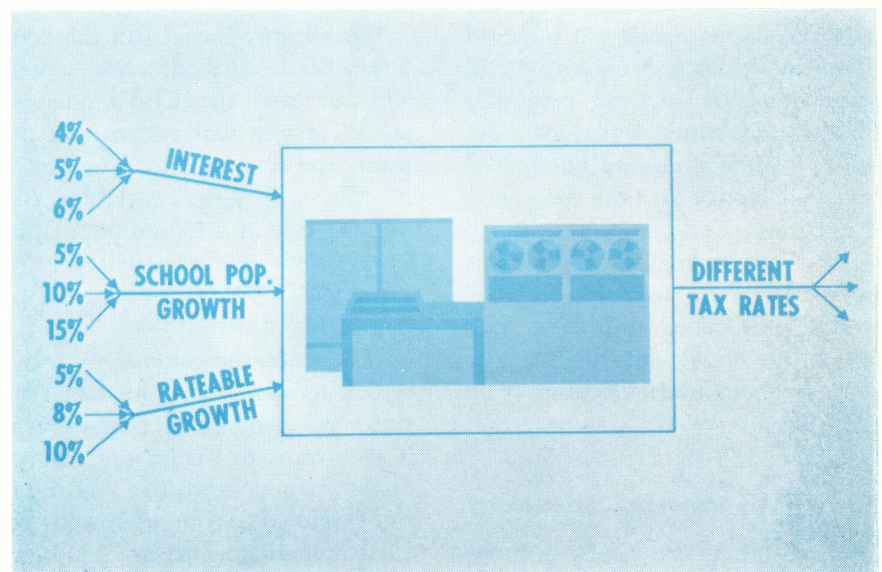 4%
5%
6%
INTEREST
5%
10%
15%
SCHOOL POP.
GROWTH
5%
8%
10%
RATEABLE
GROWTH
DIFFERENT
TAX RATES